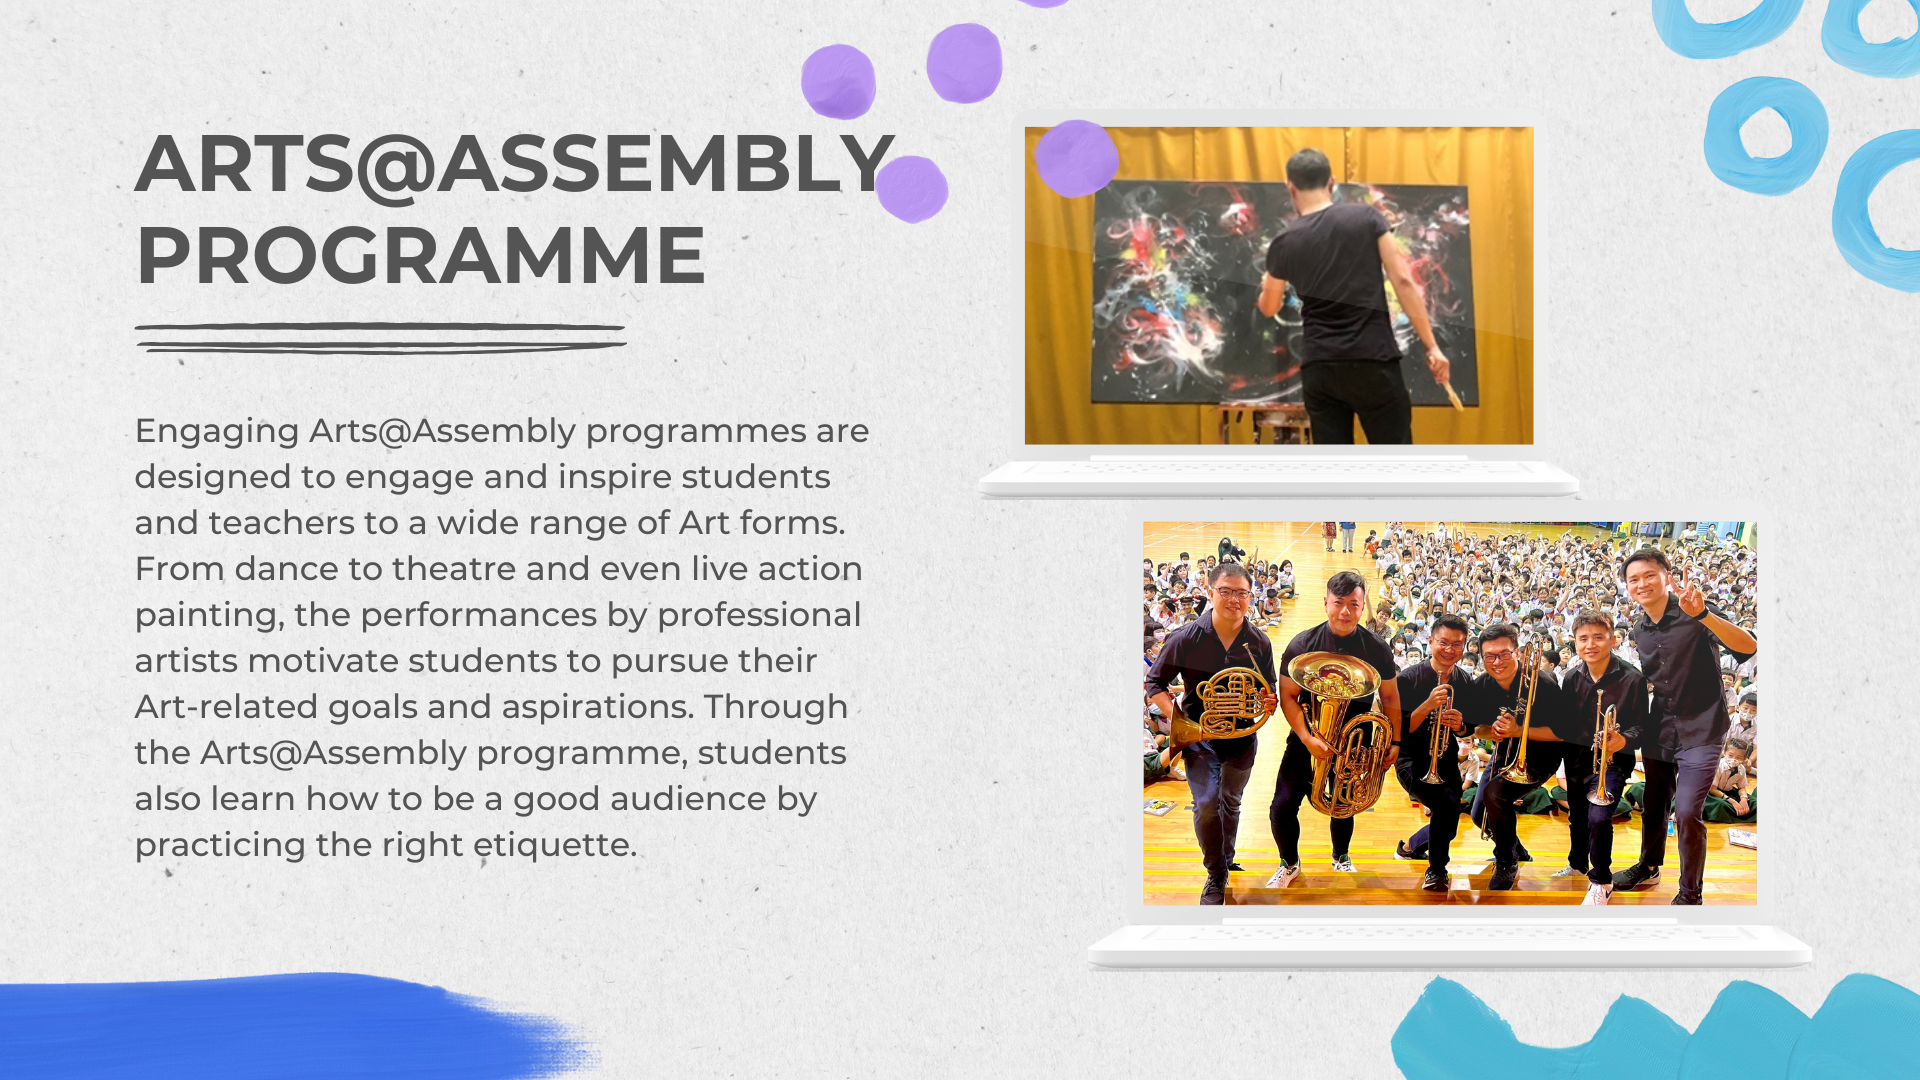 ARTS@ASSEMBLY
PROGRAMME
Engaging Arts@Assembly programmes are
designed to engage and inspire students
and teachers to a wide range of Art forms.
From dance to theatre and even live action
painting, the performances by professional
artists motivate students to pursue their
Art-related goals and aspirations. Through
the Arts@Assembly programme, students
also learn how to be a good audience by
practicing the right etiquette.